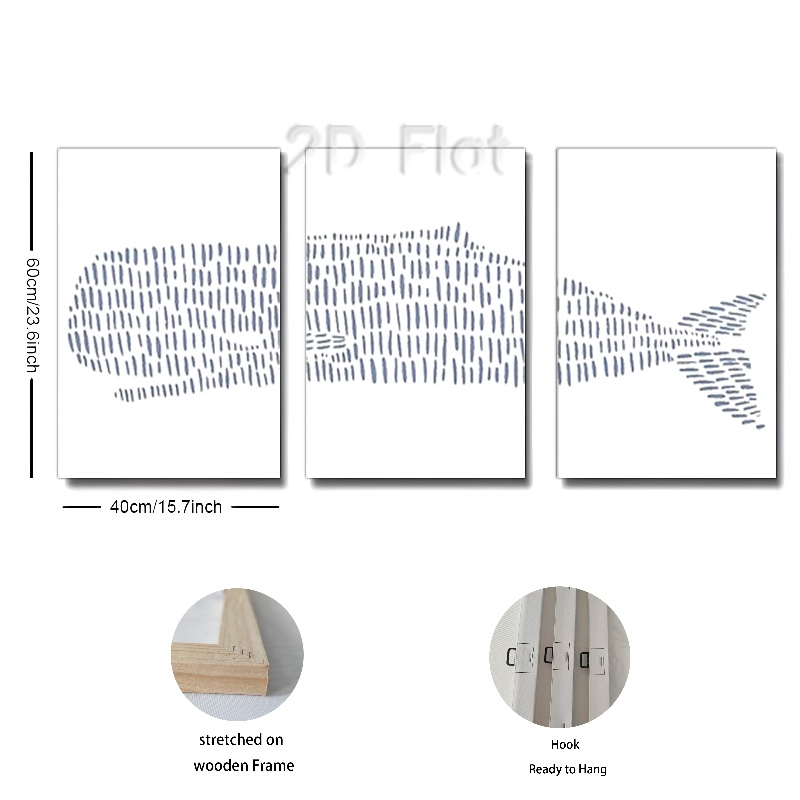 2D Flat
60cm/23.6inch
40cm/15.7inch
stretched on
wooden Frame
Hook
Ready to Hang